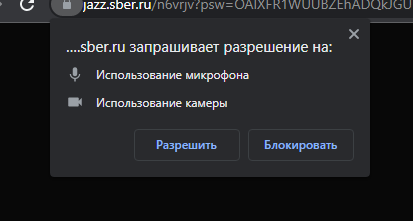 jazz.sber.ru/n6vrjv?psw=OAIXFR1WUUBZEhADQkJGU
....sber.ru запрашивает разрешение на:
Использование микрофона
Использование камеры
Разрешить
Блокировать